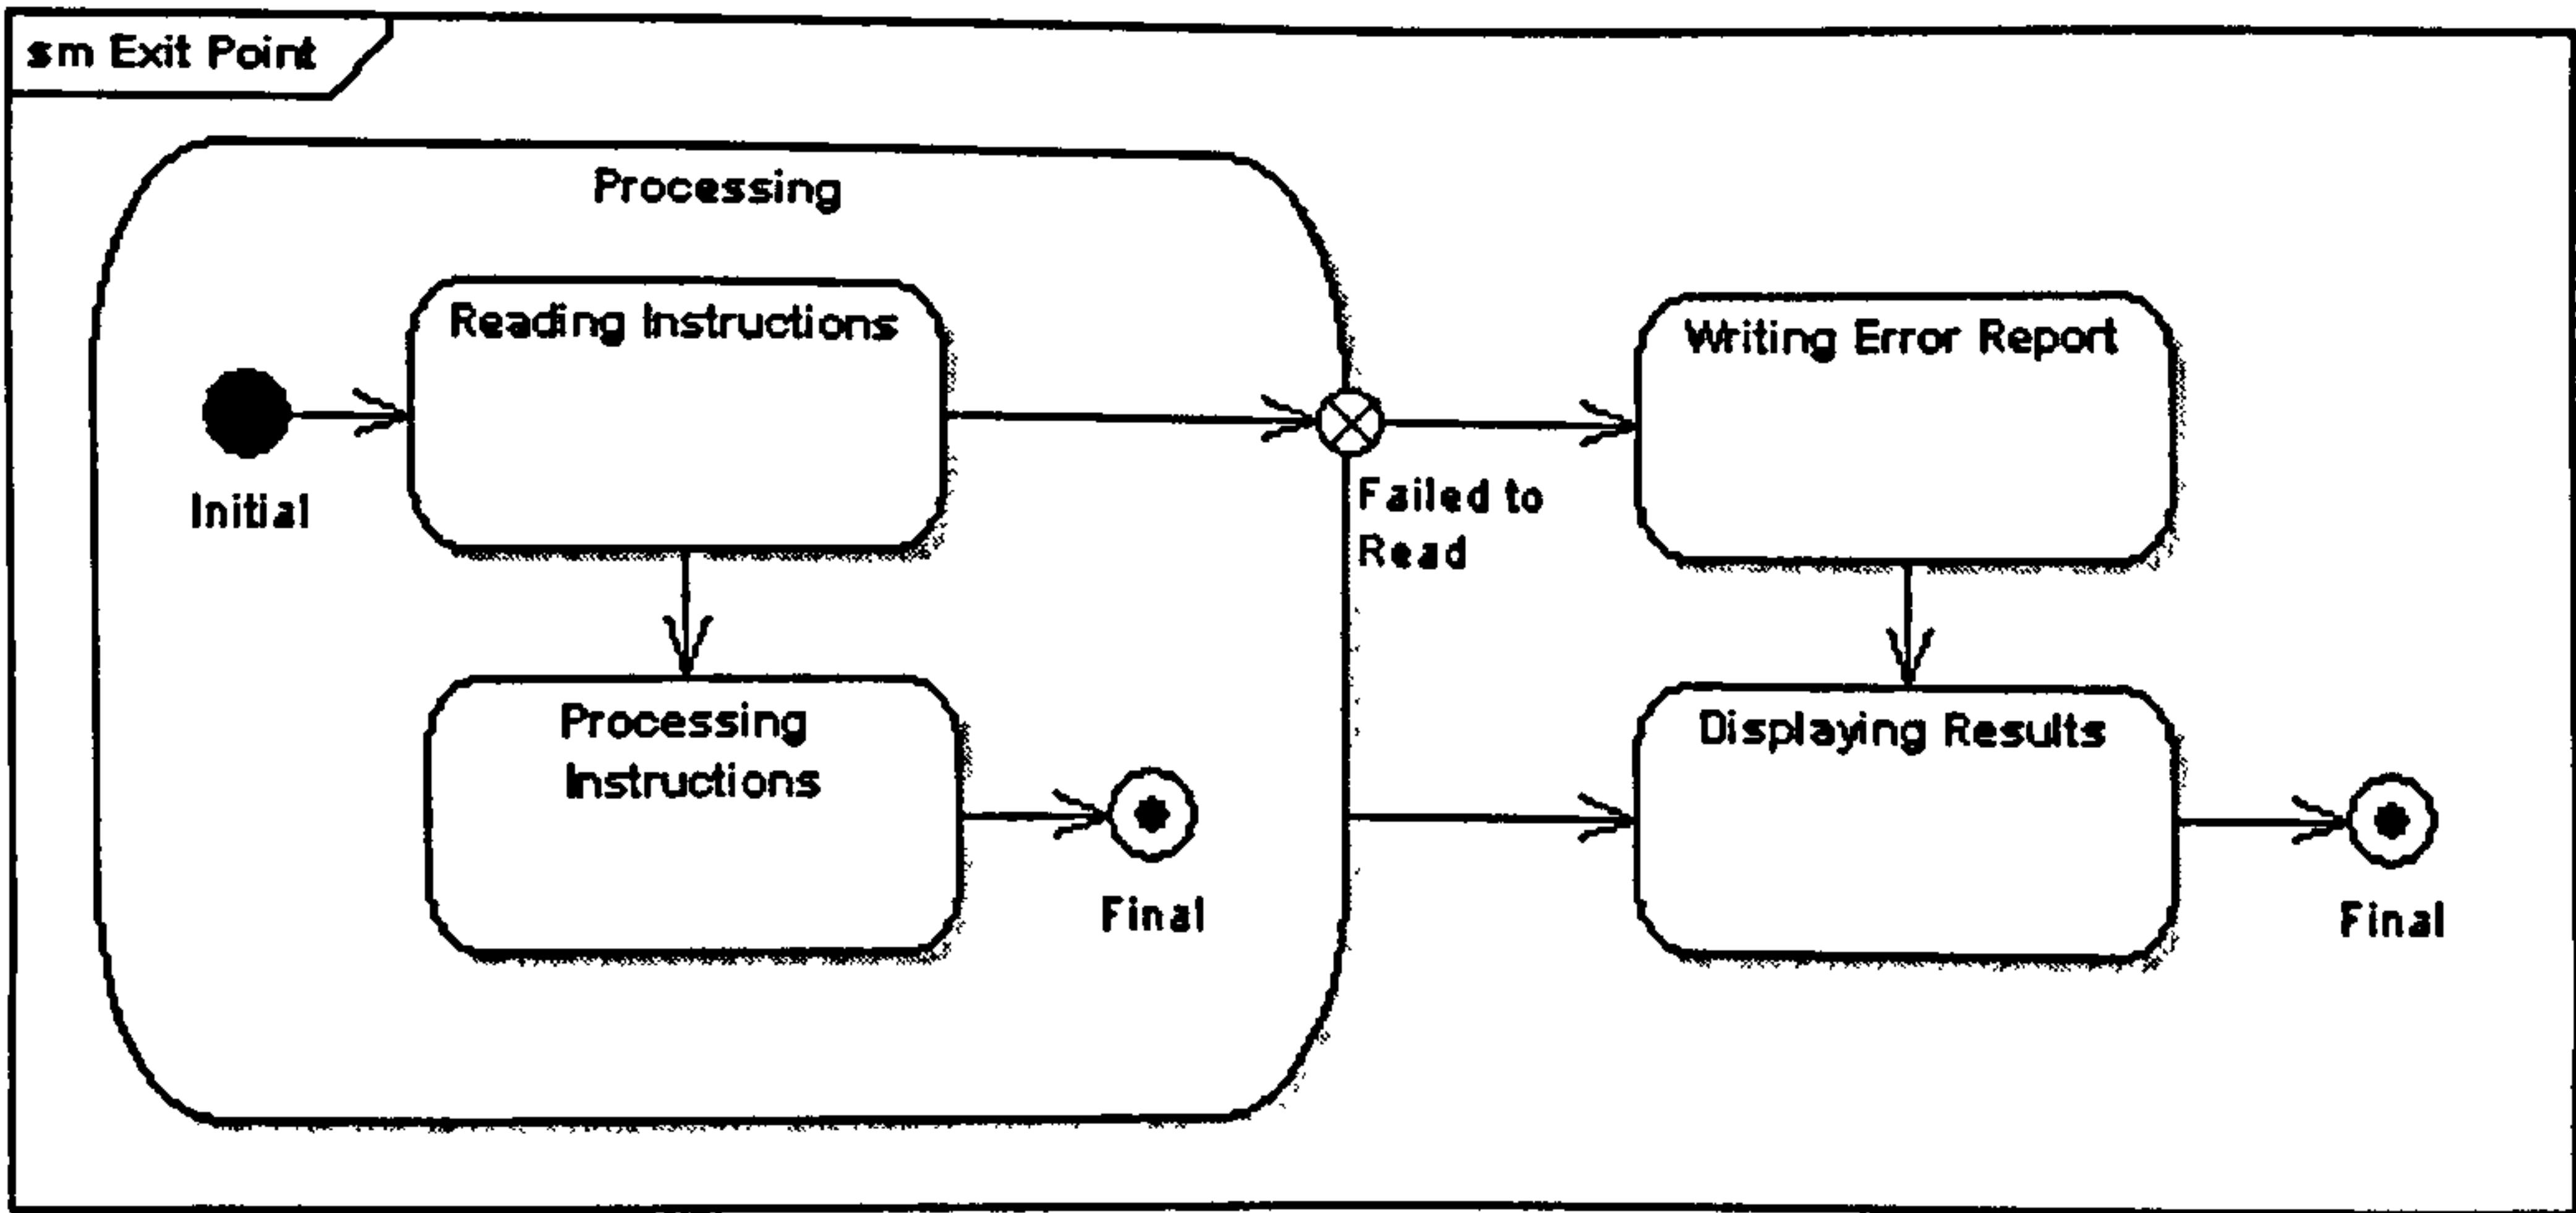 sm Exit Point
Processing
Reading Instructions
Writing Error Report
Initial
Failed to
Read
Processing
Instructions
Displaying Results
Final
Final